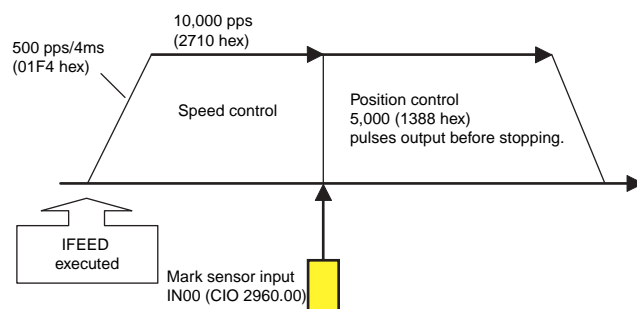 10,000 pps
(2710 hex)
500 pps/4ms
(01F4 hex)
Speed control
Position control
5,000 (1388 hex)
pulses output before stopping.
IFEED
executed
Mark sensor input
IN00 (CIO 2960.00)